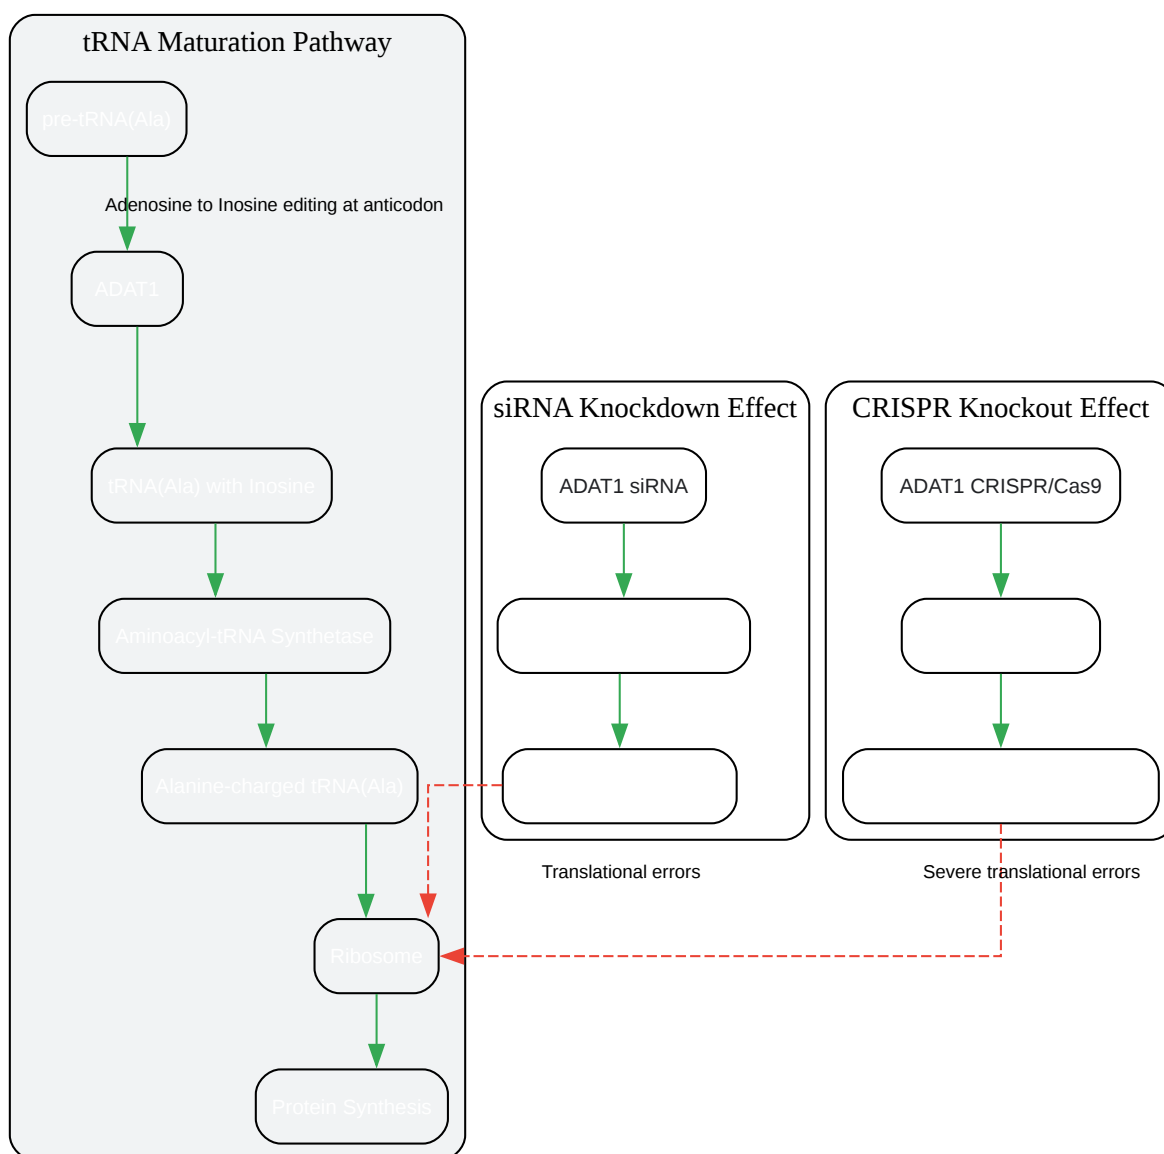 tRNA Maturation Pathway
pre-tRNA(Ala)
Adenosine to Inosine editing at anticodon
ADAT1
tRNA(Ala) with Inosine
Aminoacyl-tRNA Synthetase
Alanine-charged tRNA(Ala)
Ribosome
Protein Synthesis
siRNA Knockdown Effect
ADAT1 siRNA
Translational errors
CRISPR Knockout Effect
ADAT1 CRISPR/Cas9
Severe translational errors